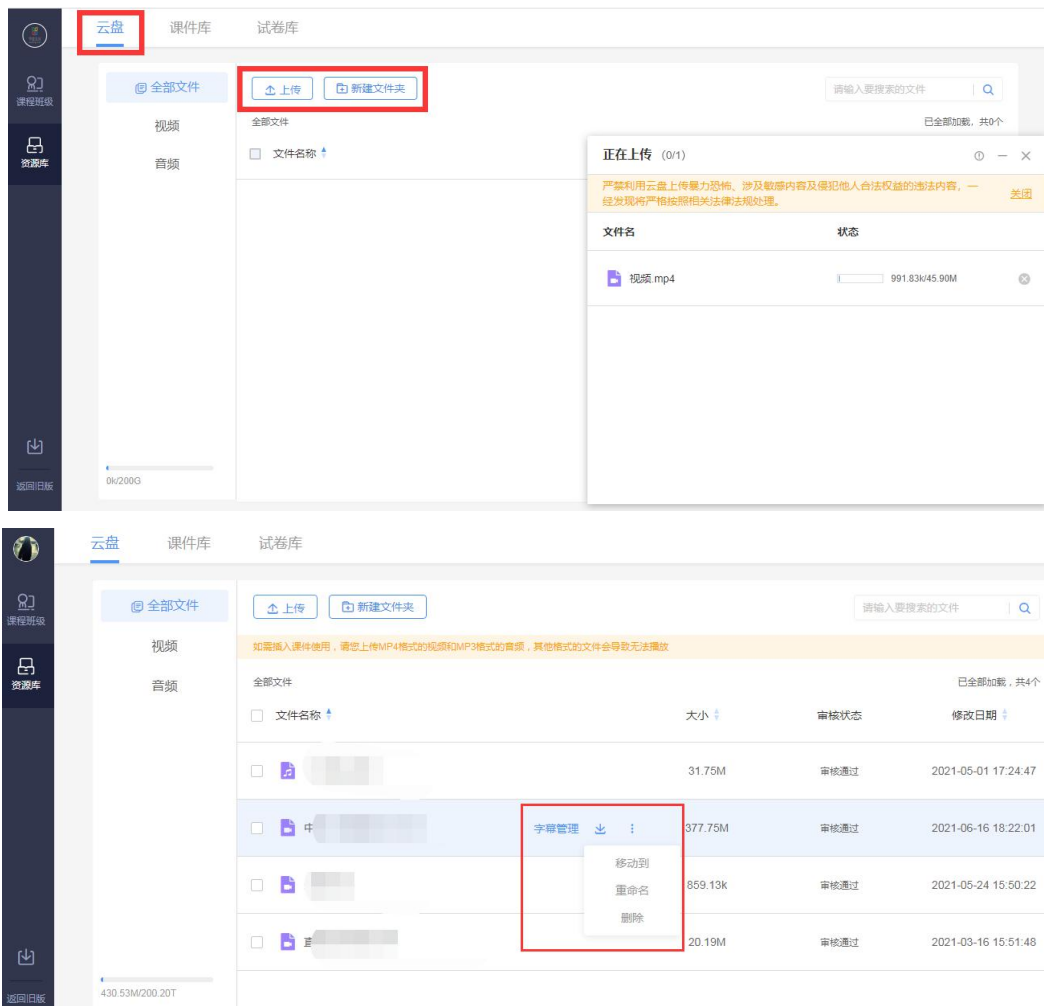 云盘 课件库 试卷库
课程班级
资源库
返回旧版
全部文件
视频
音频
0k/200G
上传 新建文件夹
请输入要搜索的文件
全部文件 已全部加载，共0个
文件名称
正在上传 (0/1)
严禁利用云盘上传暴力恐怖、涉及敏感内容及侵犯他人合法权益的违法内容，一
经发现将严格按照相关法律法规处理。
关闭
文件名 状态
视频.mp4 991.83k/45.90M
云盘 课件库 试卷库
课程班级
资源库
返回旧版
全部文件
视频
音频
430.53M/200.20T
上传 新建文件夹
请输入要搜索的文件
如需插入课件使用，请您上传MP4格式的视频和MP3格式的音频，其他格式的文件会导致无法播放
全部文件 已全部加载，共4个
文件名称 大小 审核状态 修改日期
31.75M 审核通过 2021-05-01 17:24:47
中 字幕管理 377.75M 审核通过 2021-06-16 18:22:01
移动到
重命名
删除
859.13k 审核通过 2021-05-24 15:50:22
20.19M 审核通过 2021-03-16 15:51:48